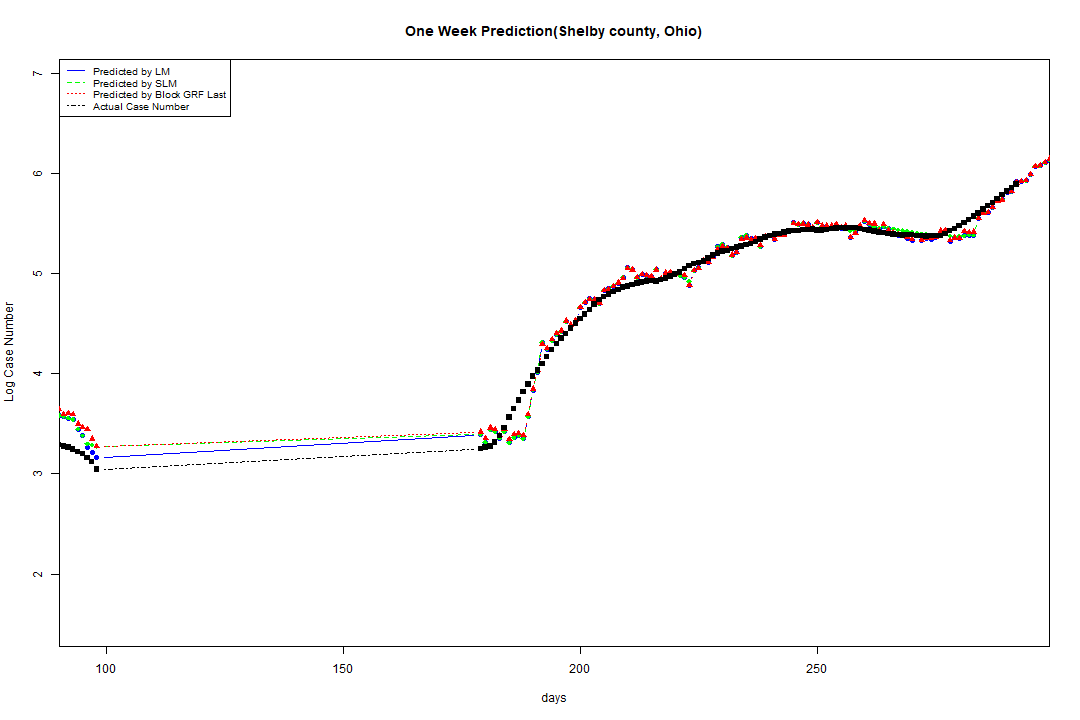 One Week Prediction(Shelby county, Ohio)
Predicted by LM
Predicted by SLM
Predicted by Block GRF Last
Actual Case Number
7
6
5
4
3
2
Log Case Number
100 150 200 250
days